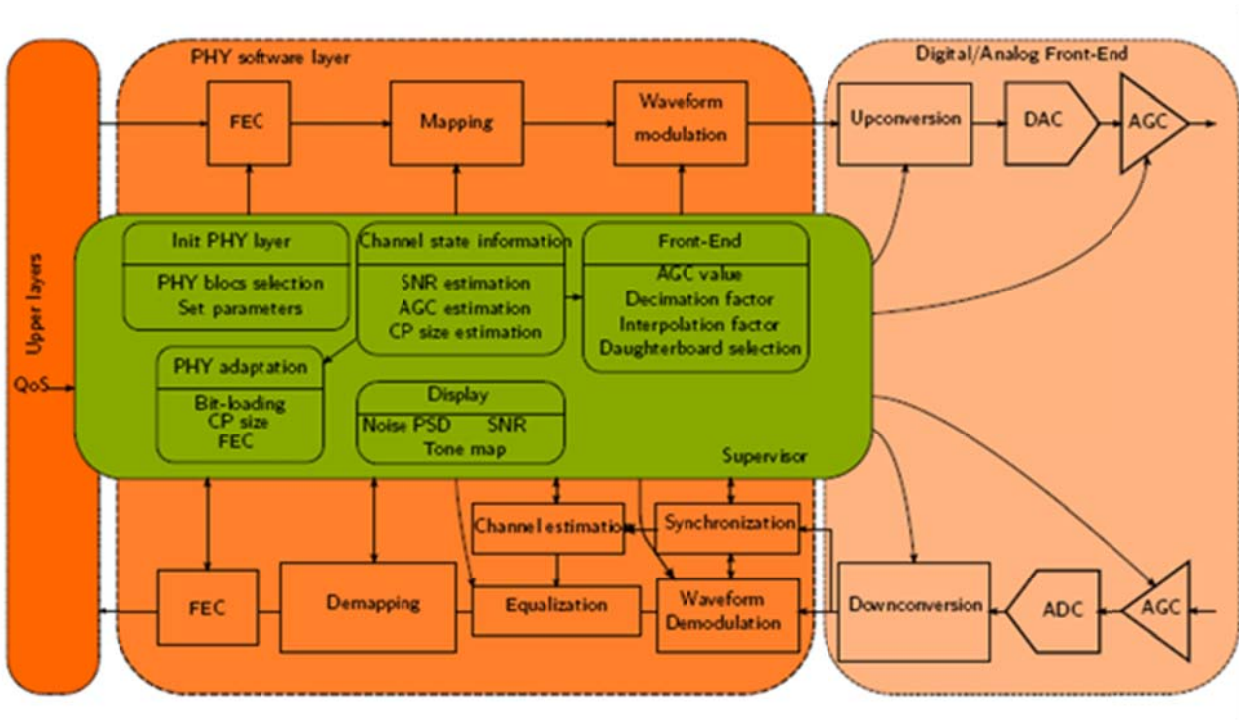 PHY software layer
Digital/Analog Front-End
FEC
Mapping
Waveform
modulation
Upconversion
DAC
AGC
Upper layers
QoS
Init PHY layer
PHY blocs selection
Set parameters
Channel state information
SNR estimation
AGC estimation
CP size estimation
Front-End
AGC value
Decimation factor
Interpolation factor
Daughterboard selection
PHY adaptation
Bit-loading
CP size
FEC
Display
Noise PSD SNR
Tone map
Supervisor
Channel estimation
Synchronization
FEC
Demapping
Equalization
Waveform
Demodulation
Downconversion
ADC
AGC